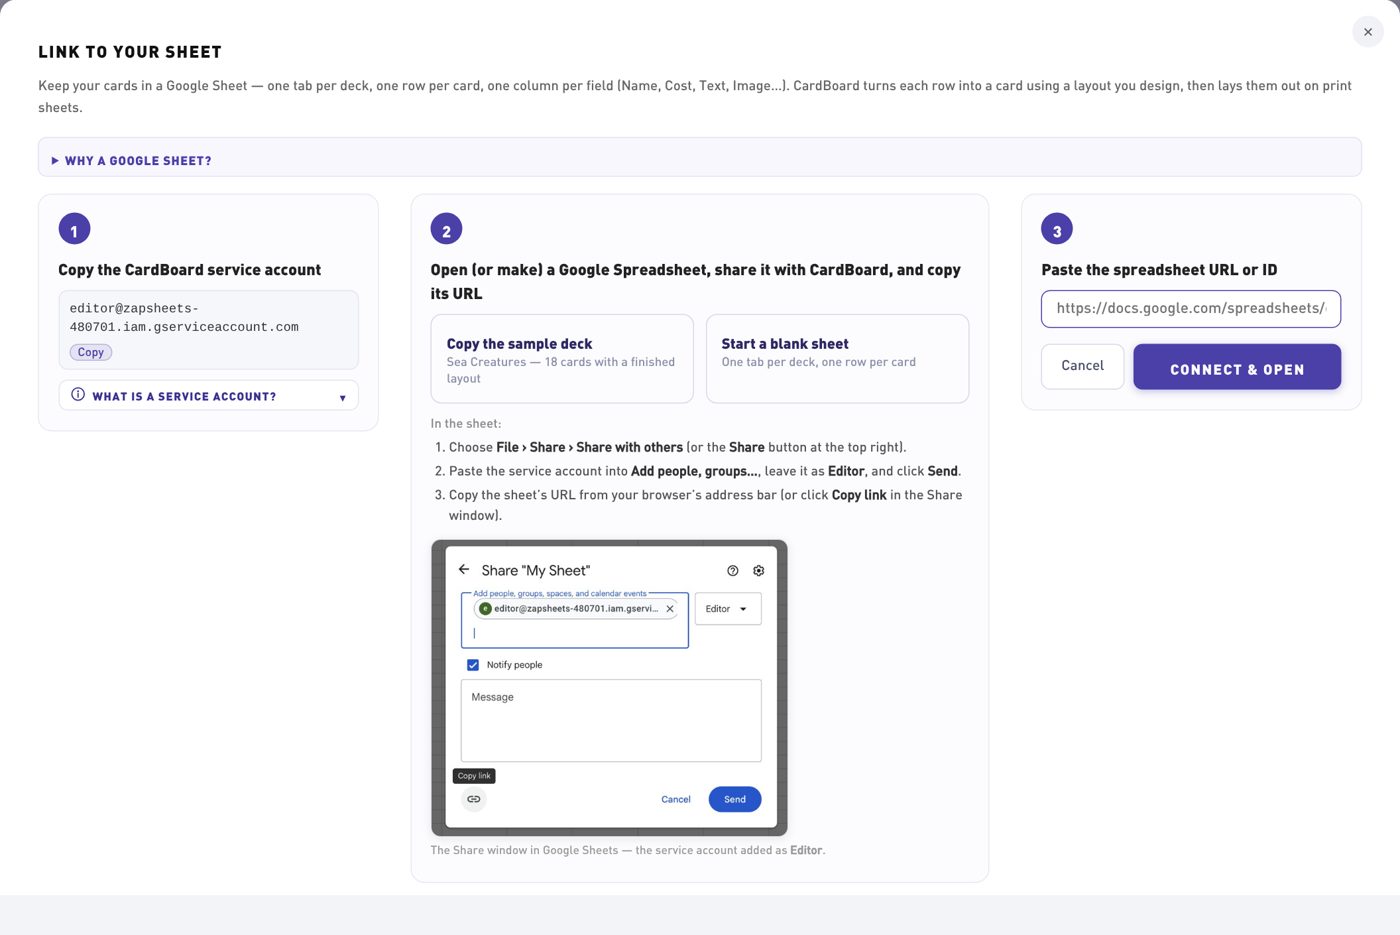 LINK TO YOUR SHEET
Keep your cards in a Google Sheet — one tab per deck, one row per card, one column per field (Name, Cost, Text, Image...). CardBoard turns each row into a card using a layout you design, then lays them out on print
sheets.
▶ WHY A GOOGLE SHEET?
1
Copy the CardBoard service account
editor@zapsheets-
480701.iam.gserviceaccount.com
Copy
WHAT IS A SERVICE ACCOUNT?
2
Open (or make) a Google Spreadsheet, share it with CardBoard, and copy
its URL
Copy the sample deck
Sea Creatures — 18 cards with a finished
layout
Start a blank sheet
One tab per deck, one row per card
In the sheet:
1. Choose File › Share › Share with others (or the Share button at the top right).
2. Paste the service account into Add people, groups..., leave it as Editor, and click Send.
3. Copy the sheet's URL from your browser's address bar (or click Copy link in the Share
window).
Share "My Sheet"
Add people, groups, spaces, and calendar events
e editor@zapsheets-480701.iam.gservi...
Editor
Notify people
Message
Copy link
Cancel
Send
The Share window in Google Sheets — the service account added as Editor.
3
Paste the spreadsheet URL or ID
https://docs.google.com/spreadsheets/
Cancel
CONNECT & OPEN